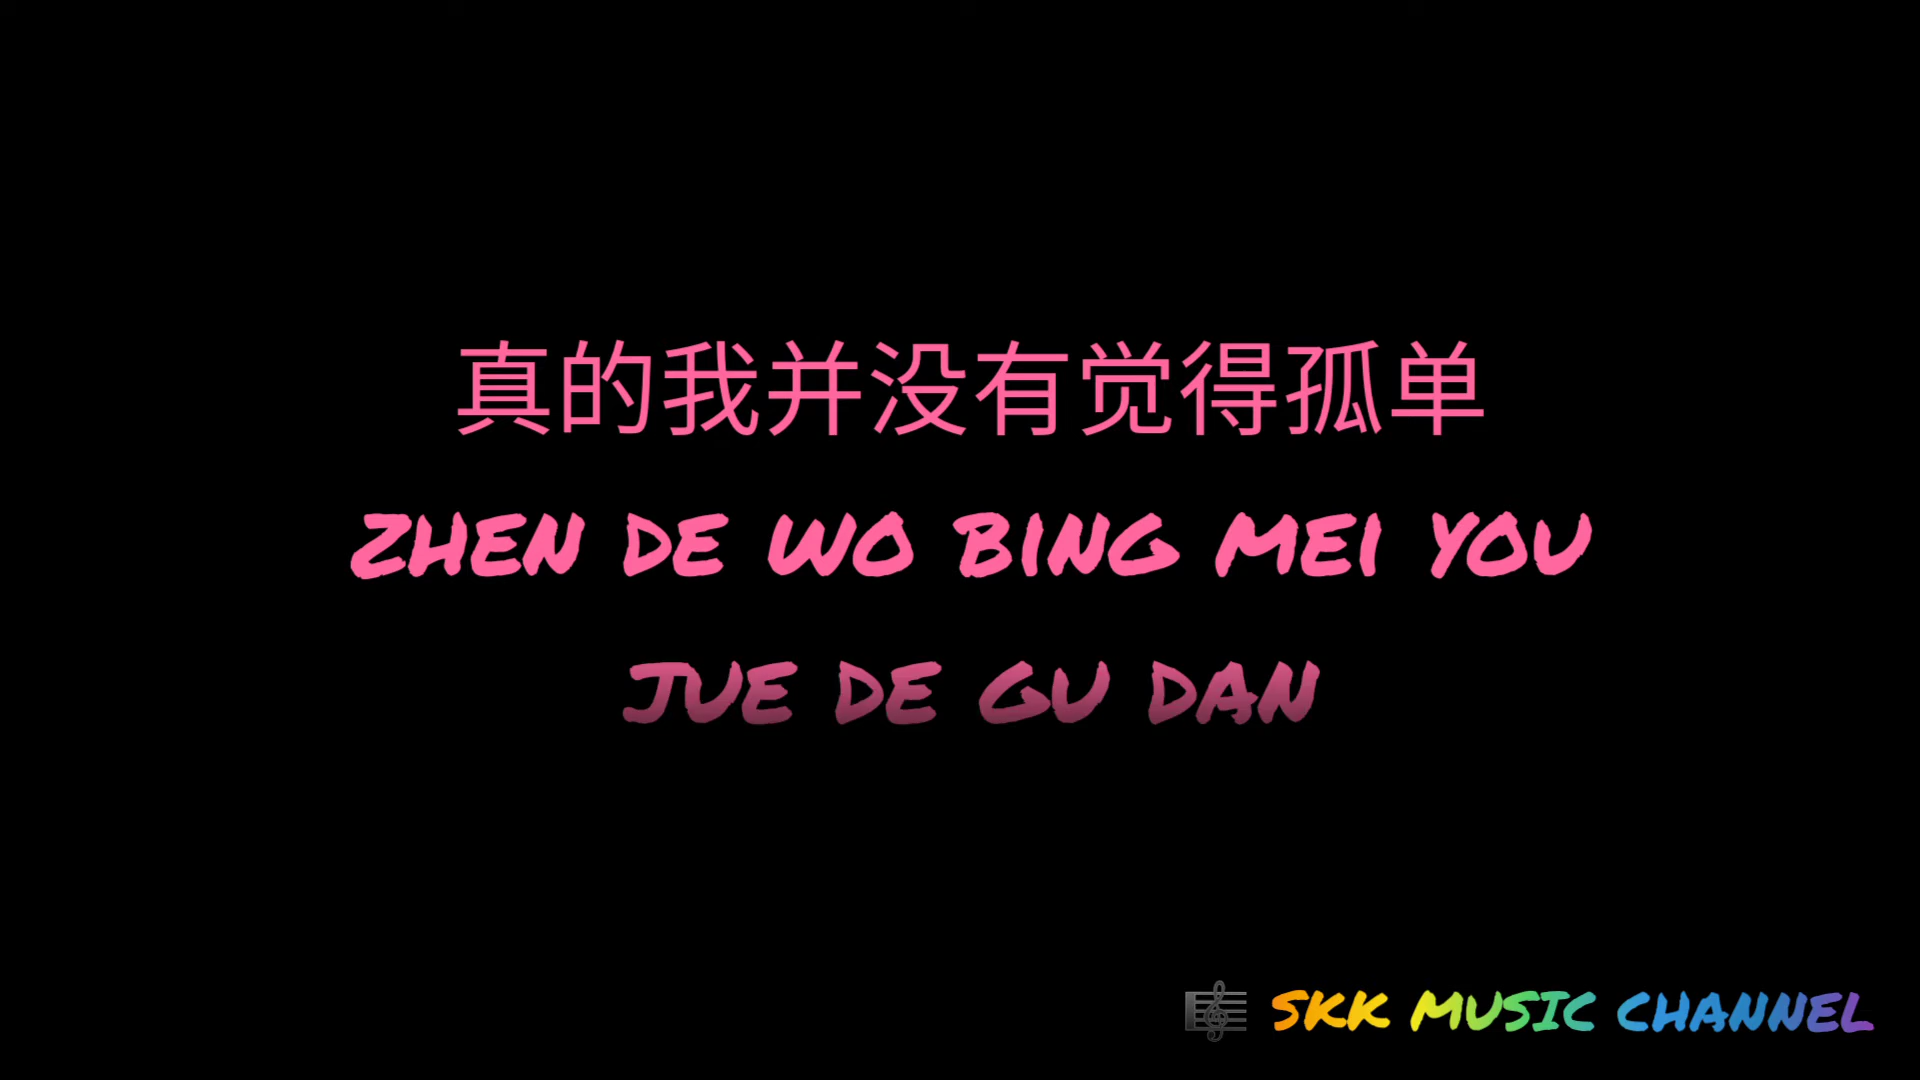 真的我并没有觉得孤单
ZHEN DE WO BING MEI YOU
JUE DE GU DAN
SKK MUSIC CHANNEL